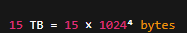 15 TB = 15 x 1024⁴ bytes